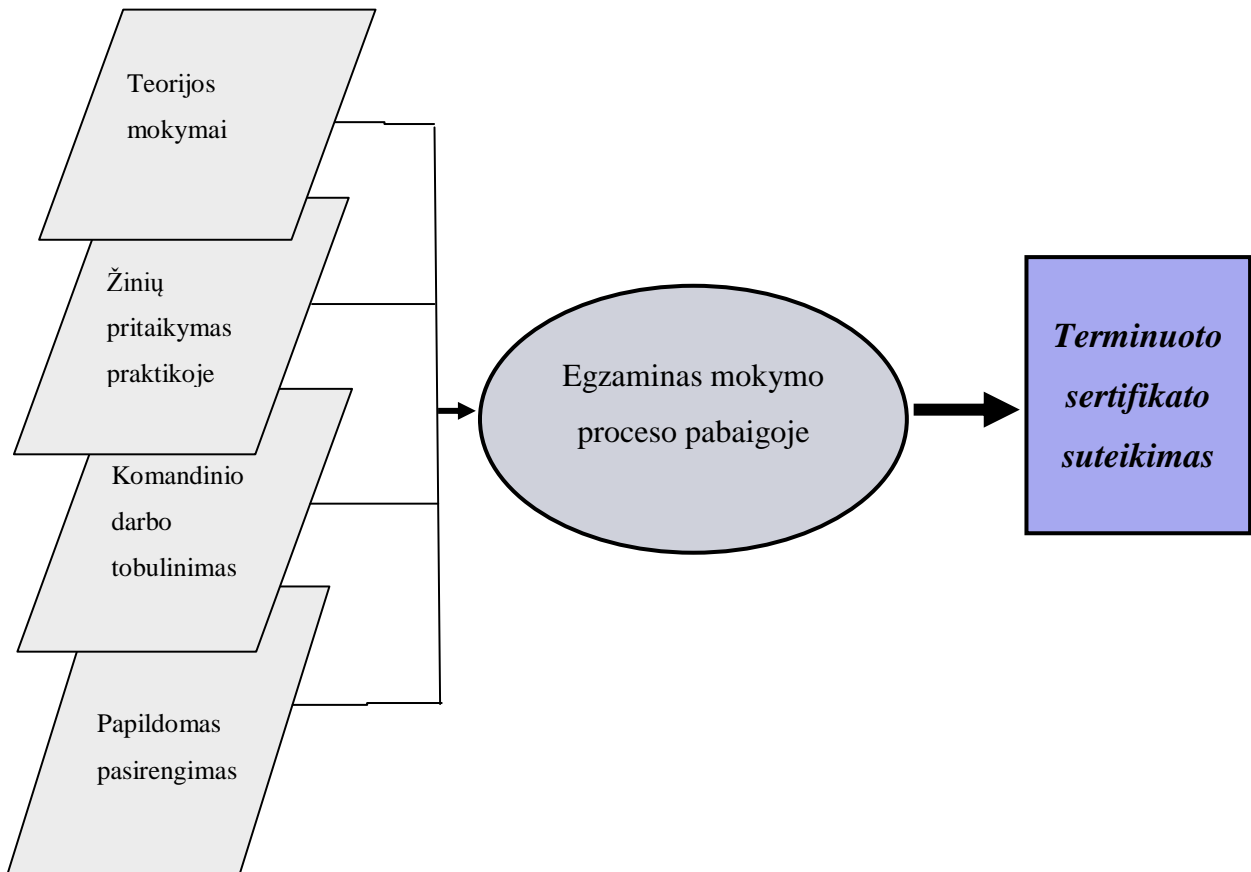 Teorijos
mokymai
Žinių
pritaikymas
praktikoje
Komandinio
darbo
tobulinimas
Papildomas
pasirengimas
Egzaminas mokymo
proceso pabaigoje
Terminuoto
sertifikato
suteikimas